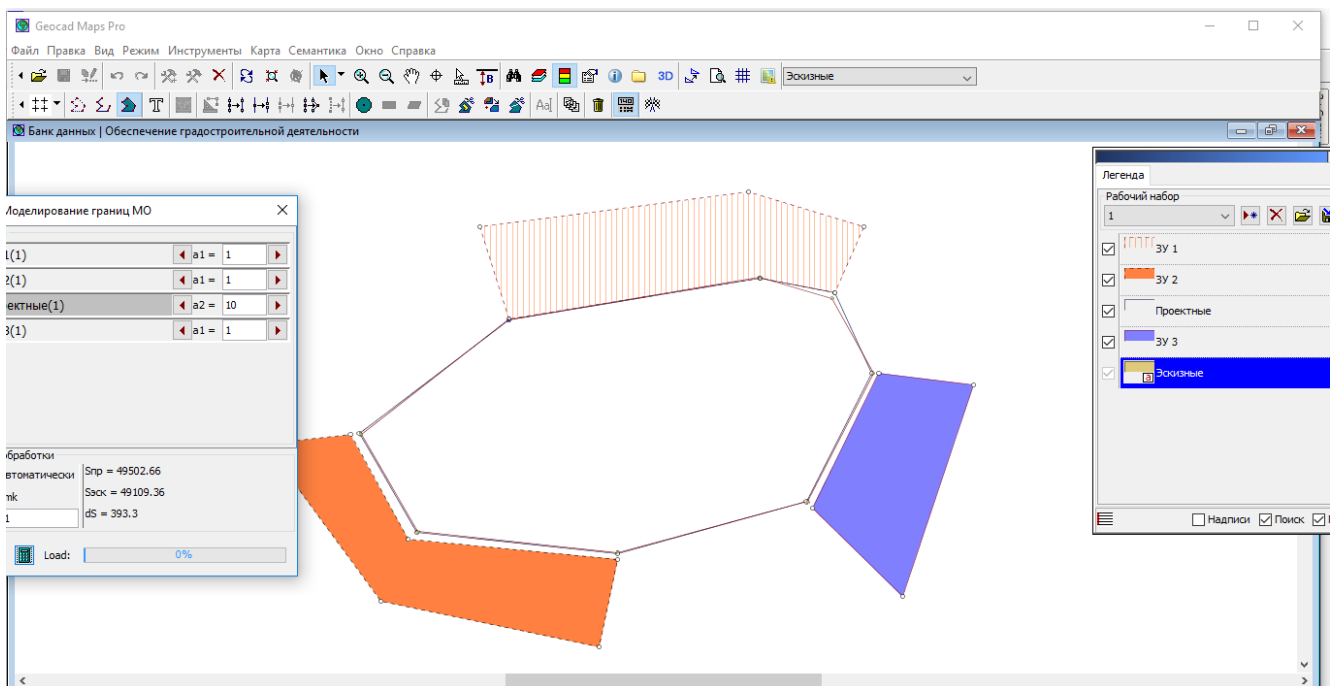 Geocad Maps Pro
Файл Правка Вид Режим Инструменты Карта Семантика Окно Справка
3D Эскизные
Банк данных | Обеспечение градостроительной деятельности
Моделирование границ МО
1(1) a1 = 1
2(1) a1 = 1
ектные(1) a2 = 10
3(1) a1 = 1
обработки
втоматически
mk
1
Sпр = 49502.66
Sэск = 49109.36
dS = 393.3
Load: 0%
Легенда
Рабочий набор
1
ЗУ 1
ЗУ 2
Проектные
ЗУ 3
Эскизные
Надписи Поиск